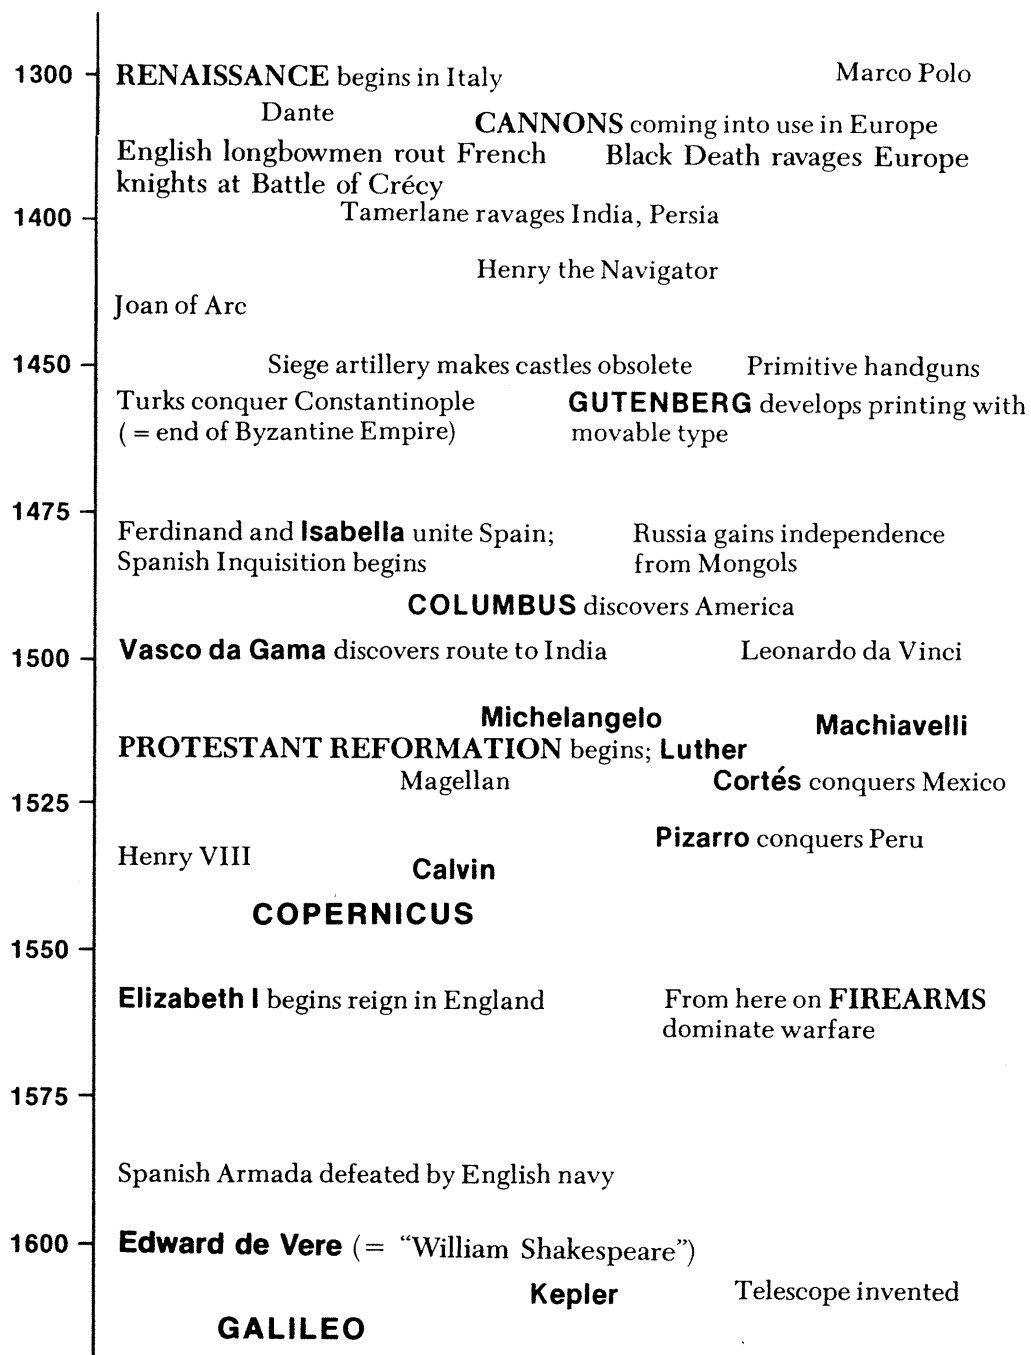 1300 RENAISSANCE begins in Italy Marco Polo
Dante
CANNONS coming into use in Europe
English longbowmen rout French Black Death ravages Europe
knights at Battle of Crécy
1400 Tamerlane ravages India, Persia
Henry the Navigator
Joan of Arc
1450 Siege artillery makes castles obsolete Primitive handguns
Turks conquer Constantinople GUTENBERG develops printing with
( = end of Byzantine Empire) movable type
1475
Ferdinand and Isabella unite Spain; Russia gains independence
Spanish Inquisition begins from Mongols
COLUMBUS discovers America
1500 Vasco da Gama discovers route to India Leonardo da Vinci
Michelangelo Machiavelli
PROTESTANT REFORMATION begins; Luther
Magellan Cortés conquers Mexico
1525
Pizarro conquers Peru
Henry VIII Calvin
COPERNICUS
1550
Elizabeth I begins reign in England From here on FIREARMS
dominate warfare
1575
Spanish Armada defeated by English navy
1600 Edward de Vere (= “William Shakespeare”)
Kepler Telescope invented
GALILEO